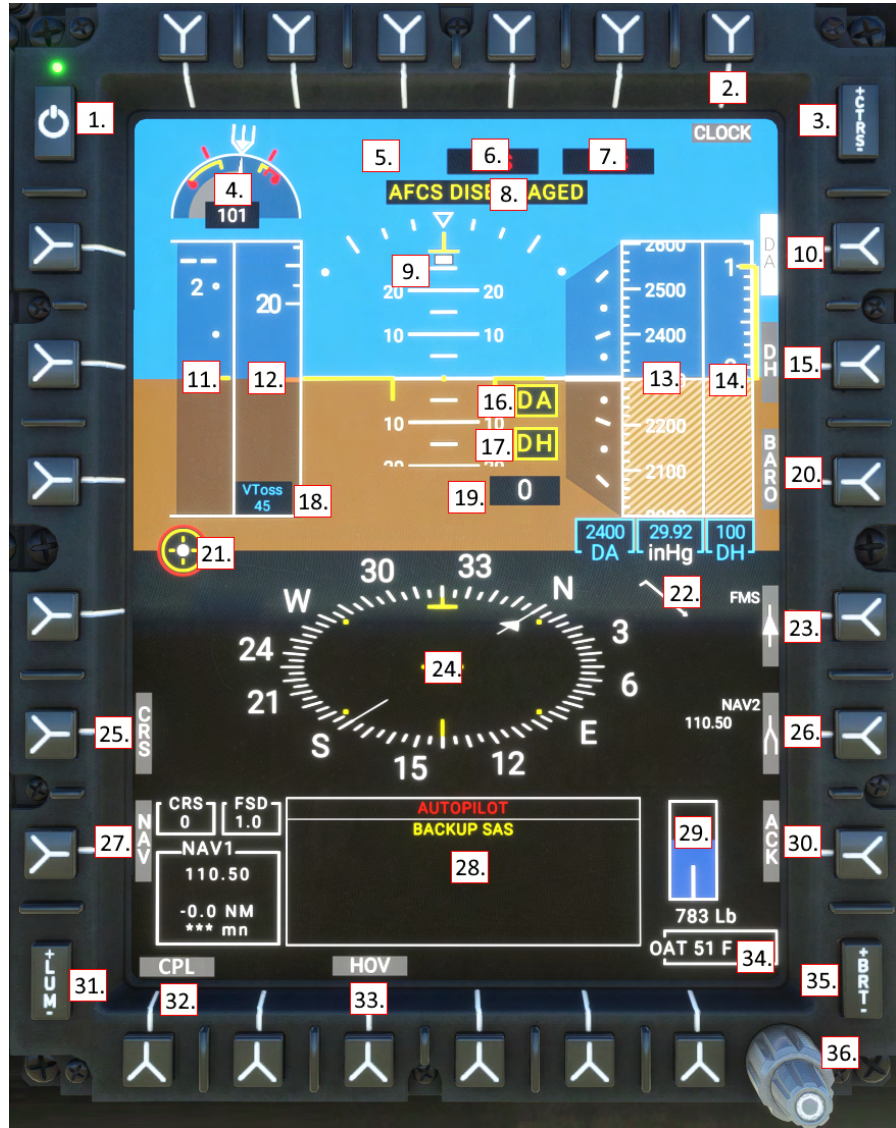 1.
2.
+CTRS-
3.
CLOCK
4.
101
5.
6.
7.
AFCS DISE
8.
AGED
9.
DA
10.
2
20
20
20
10
10
11.
12.
2600
2500
2400
2200
2100
1
13.
14.
DH
15.
16.
DA
10
10
17.
DH
20
20
VToss
45
18.
19.
0
BARO
20.
21.
2400
DA
29.92
inHg
100
DH
22.
FMS
23.
30
33
W
N
24
3
24.
21
6
S
E
15
12
CRS
25.
NAV2
110.50
26.
NAV
27.
CRS
0
FSD
1.0
NAV1
110.50
-0.0 NM
*** mn
AUTOPILOT
BACKUP SAS
28.
29.
783 Lb
ACK
30.
OAT 51 F
34.
+LUM-
31.
CPL
32.
HOV
33.
+BRT-
35.
36.